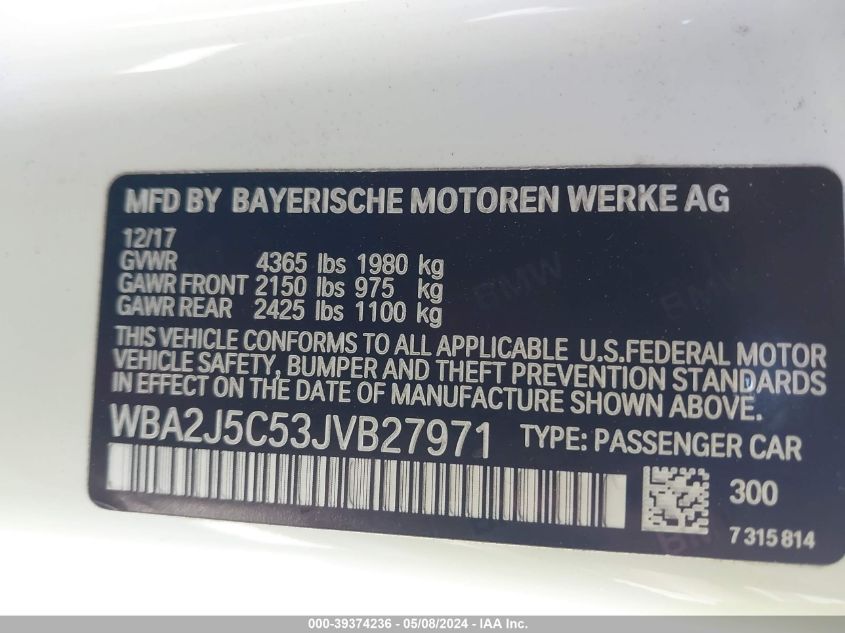 MFD BY BAYERISCHE MOTOREN WERKE AG
12/17
GVWR 4365 lbs 1980 kg
GAWR FRONT 2150 lbs 975 kg
GAWR REAR 2425 lbs 1100 kg
THIS VEHICLE CONFORMS TO ALL APPLICABLE U.S.FEDERAL MOTOR
VEHICLE SAFETY, BUMPER AND THEFT PREVENTION STANDARDS
IN EFFECT ON THE DATE OF MANUFACTURE SHOWN ABOVE.
WBA2J5C53JVB27971 TYPE: PASSENGER CAR
300
7 315 814
BMW
BMW
BMW
000-39374236 - 05/08/2024 - IAA Inc.